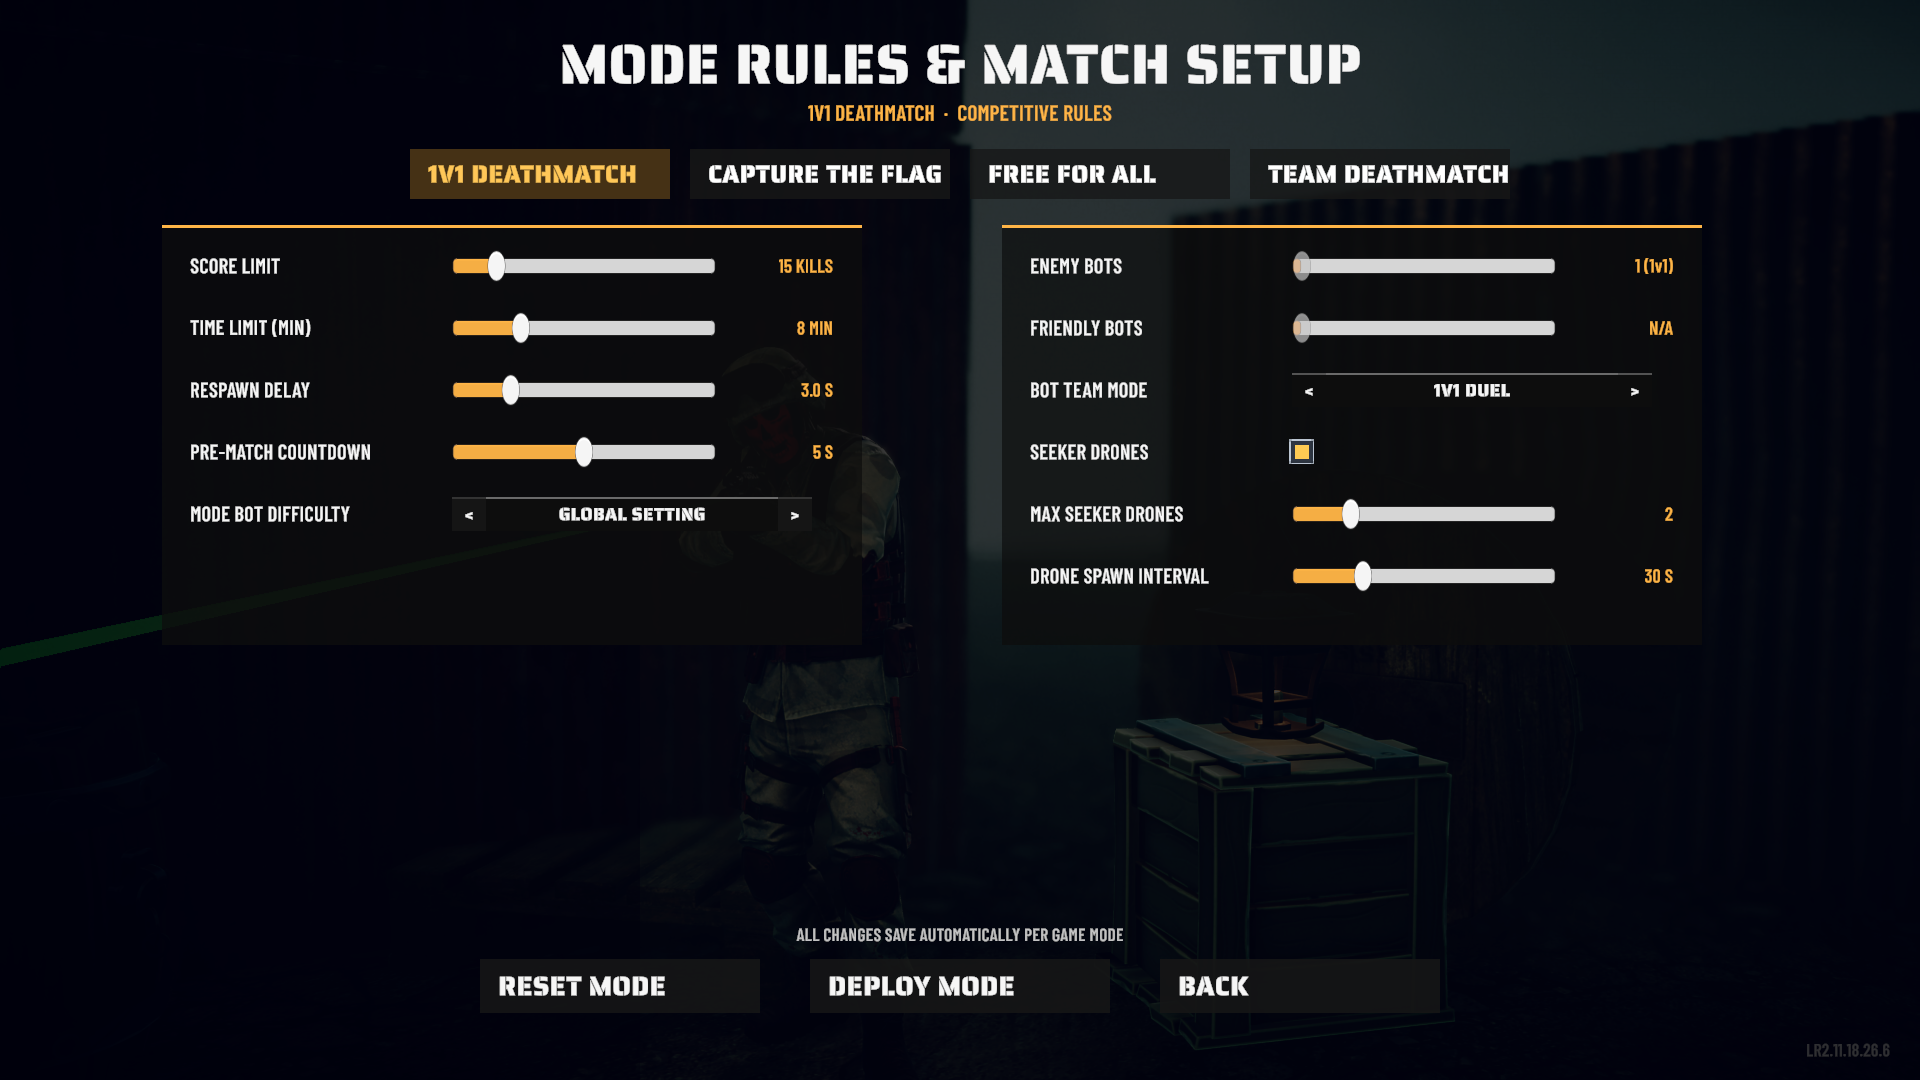 MODE RULES & MATCH SETUP
1V1 DEATHMATCH · COMPETITIVE RULES
1V1 DEATHMATCH
CAPTURE THE FLAG
FREE FOR ALL
TEAM DEATHMATCH
SCORE LIMIT 15 KILLS
TIME LIMIT (MIN) 8 MIN
RESPAWN DELAY 3.0 S
PRE-MATCH COUNTDOWN 5 S
MODE BOT DIFFICULTY < GLOBAL SETTING >
ENEMY BOTS 1 (1v1)
FRIENDLY BOTS N/A
BOT TEAM MODE < 1V1 DUEL >
SEEKER DRONES
MAX SEEKER DRONES 2
DRONE SPAWN INTERVAL 30 S
ALL CHANGES SAVE AUTOMATICALLY PER GAME MODE
RESET MODE
DEPLOY MODE
BACK
LR2.11.18.26.6